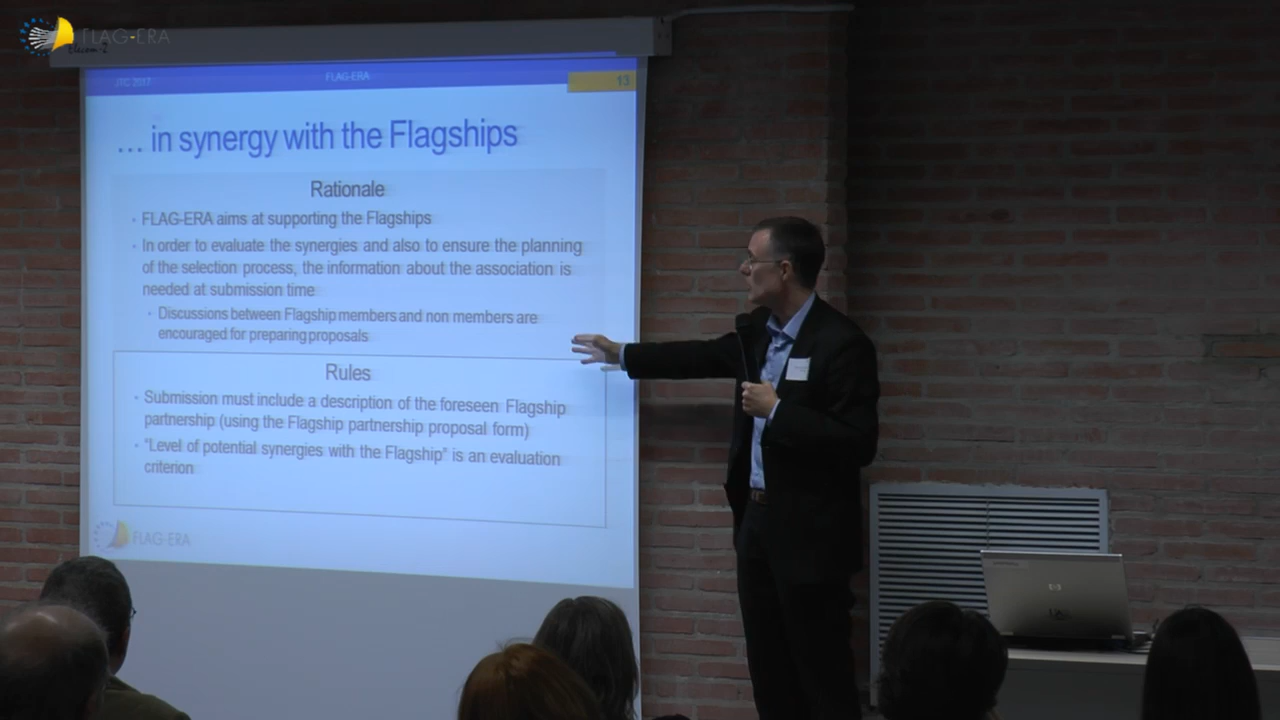 FLAG-ERA
JTC 2017
FLAG-ERA
13
… in synergy with the Flagships
Rationale
FLAG-ERA aims at supporting the Flagships
In order to evaluate the synergies and also to ensure the planning
of the selection process, the information about the association is
needed at submission time
Discussions between Flagship members and non members are
encouraged for preparing proposals
Rules
Submission must include a description of the foreseen Flagship
partnership (using the Flagship partnership proposal form)
“Level of potential synergies with the Flagship” is an evaluation
criterion
FLAG-ERA
hp